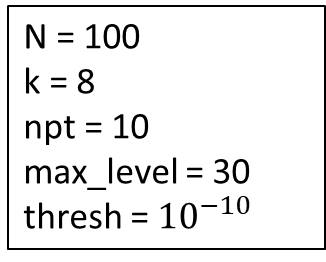 N = 100
k = 8
npt = 10
max_level = 30
thresh = 10⁻¹⁰